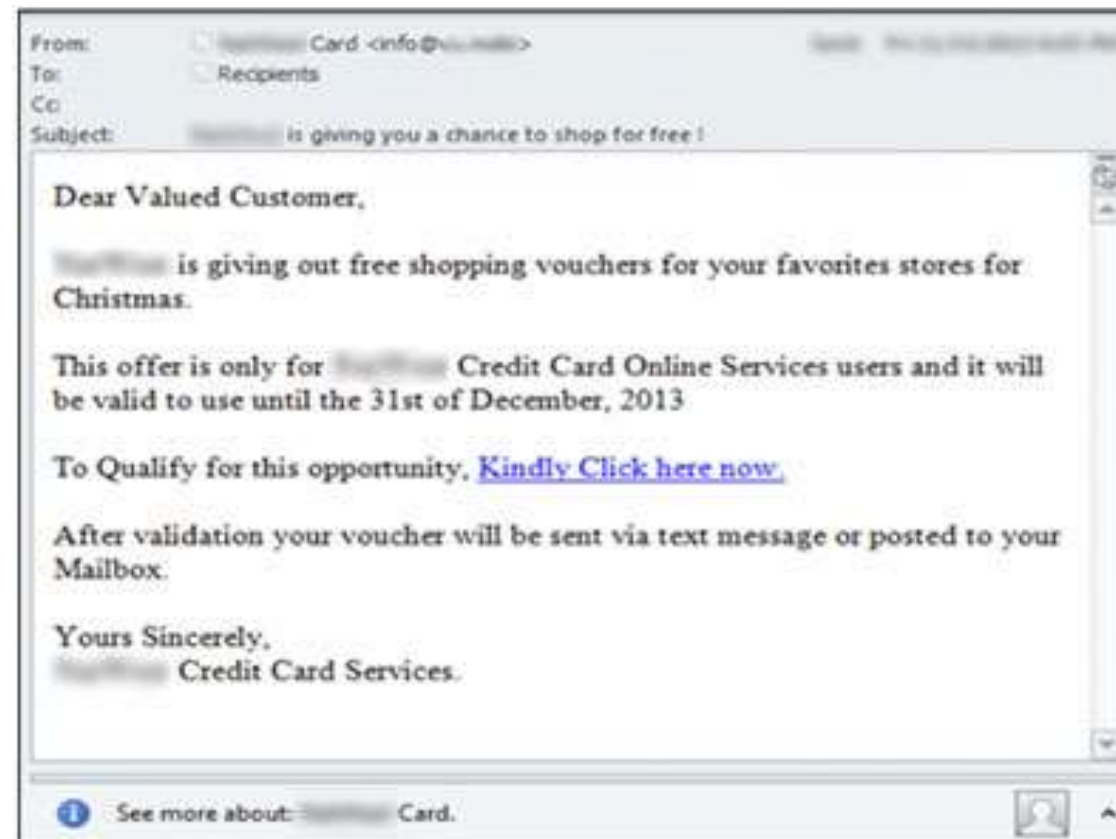 From: Card <info@
To: Recipients
Cc:
Subject: is giving you a chance to shop for free !
Dear Valued Customer,
is giving out free shopping vouchers for your favorites stores for
Christmas.
This offer is only for Credit Card Online Services users and it will
be valid to use until the 31st of December, 2013
To Qualify for this opportunity, Kindly Click here now.
After validation your voucher will be sent via text message or posted to your
Mailbox.
Yours Sincerely,
Credit Card Services.
See more about: Card.